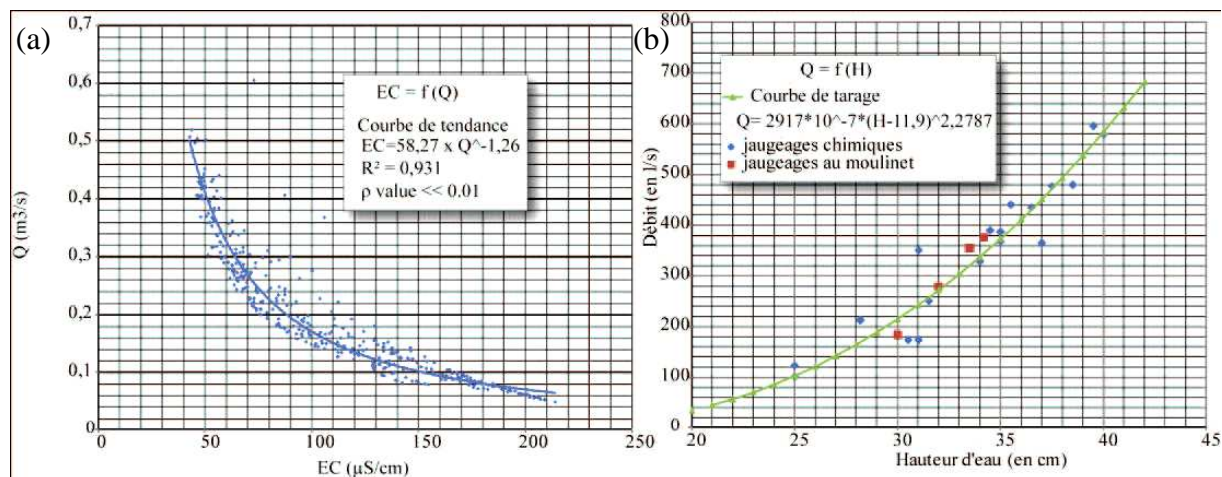 (a)
Q
0,7
0,6
0,5
0,4
0,3
0,2
0,1
0
Q (m3/s)
EC = f (Q)
Courbe de tendance
EC=58,27 x Q^-1,26
R² = 0,931
ρ value << 0.01
0 50 100 150 200 250
EC (µS/cm)
(b)
800
700
600
500
400
300
200
100
0
Débit (en l/s)
Q = f (H)
Courbe de tarage
Q= 2917*10^-7*(H-11,9)^2,2787
jaugeages chimiques
jaugeages au moulinet
20 25 30 35 40 45
Hauteur d'eau (en cm)